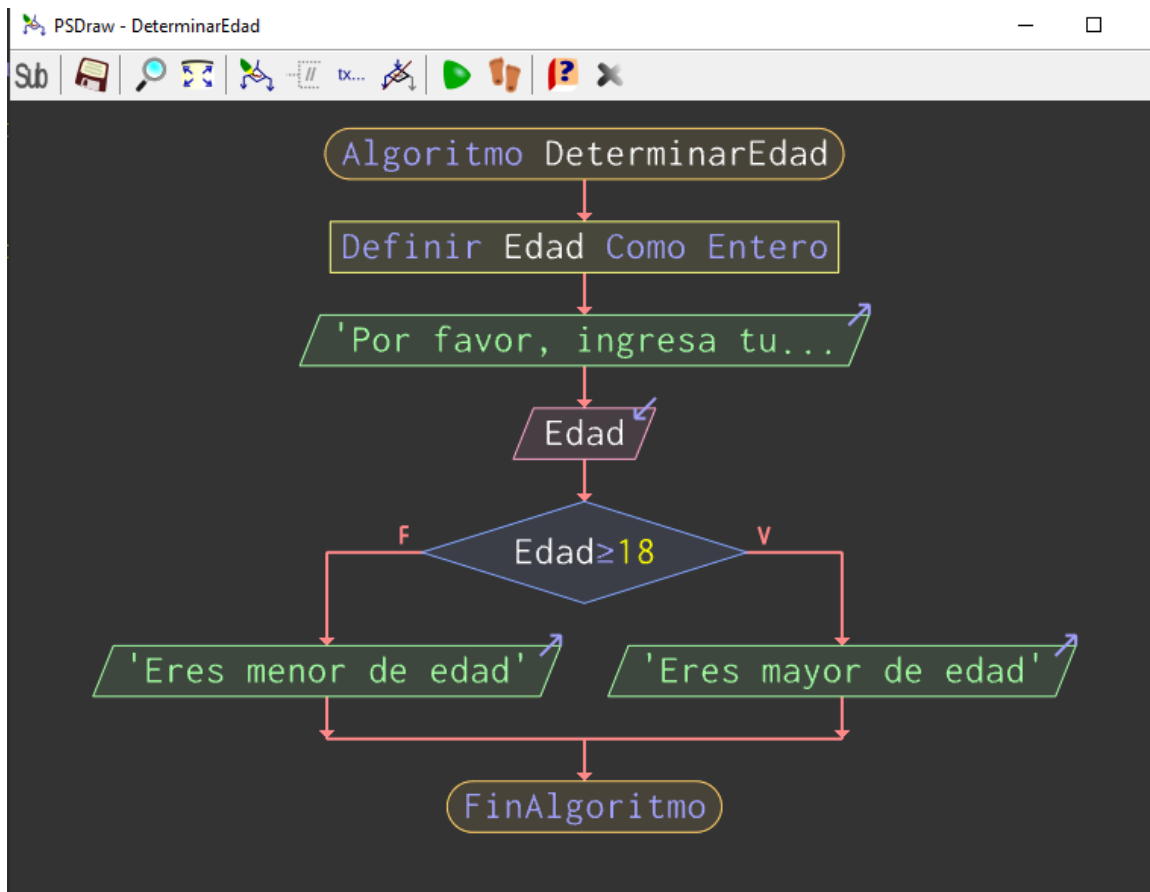 PSDraw - DeterminarEdad
Sub
tx...
Algoritmo DeterminarEdad
Definir Edad Como Entero
'Por favor, ingresa tu...
Edad
F
Edad≥18
V
'Eres menor de edad'
'Eres mayor de edad'
FinAlgoritmo